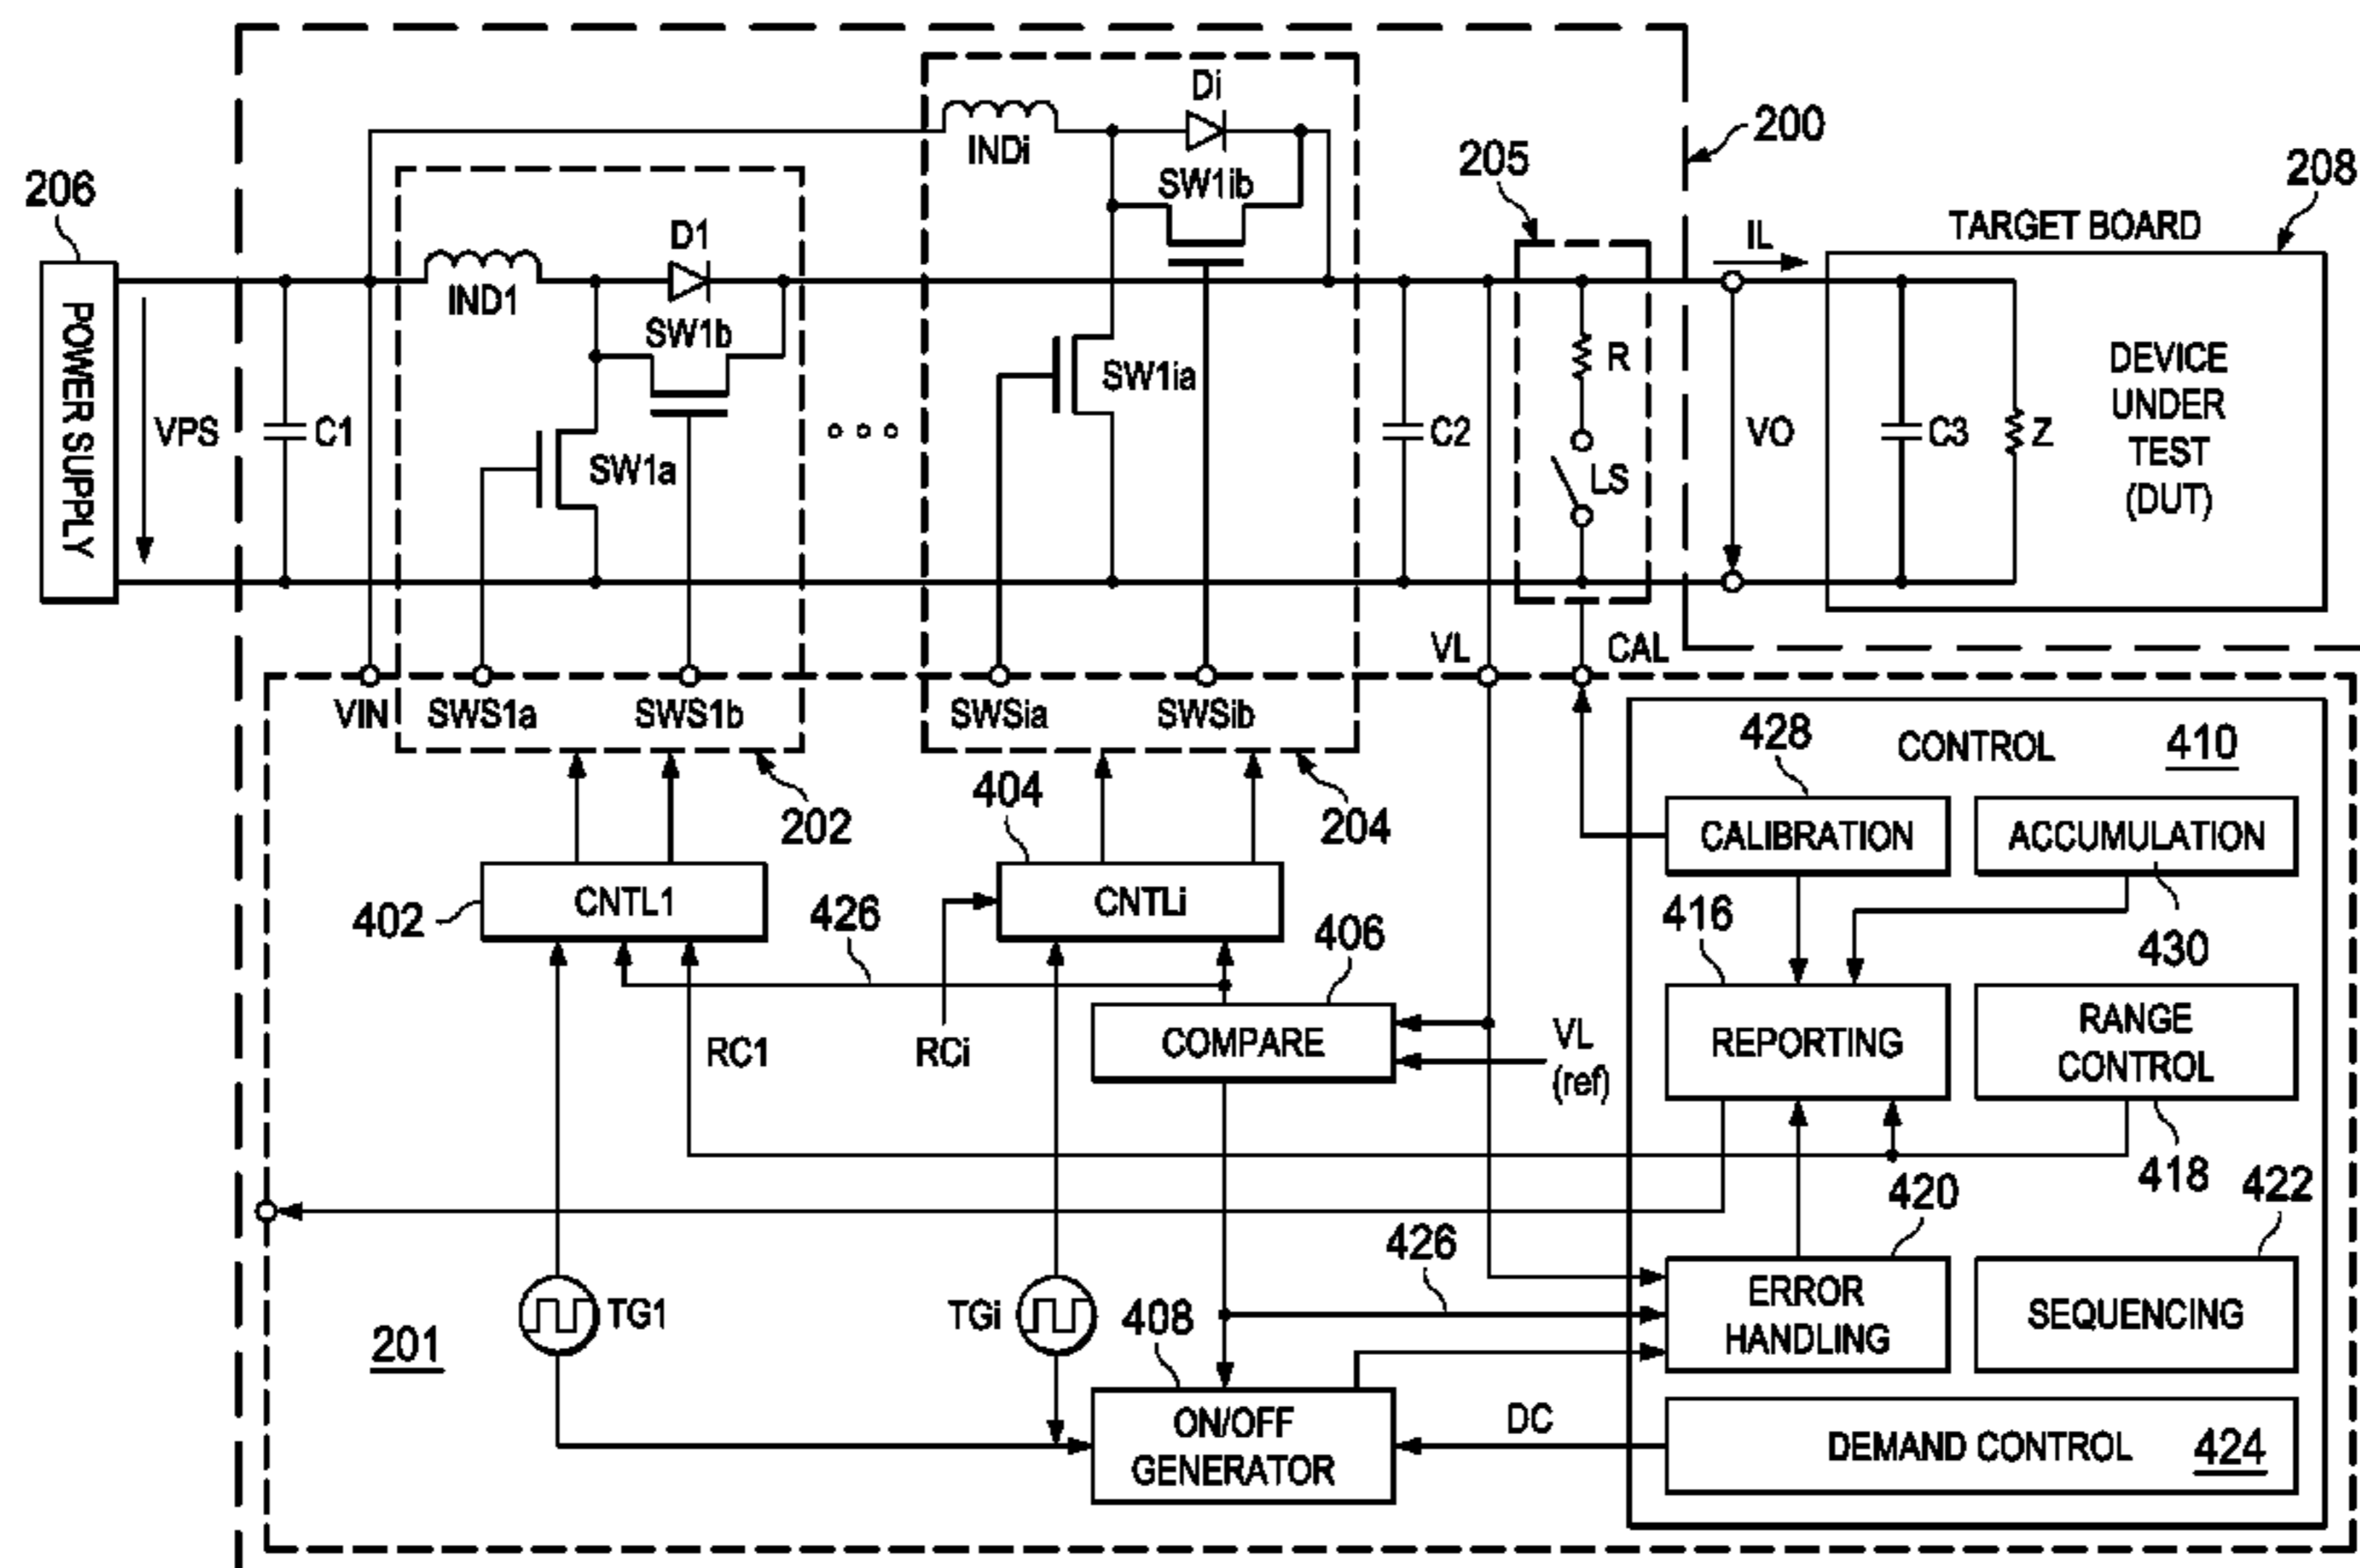 Di
200
205
INDi
SW1ib
208
206
D1
IL
TARGET BOARD
IND1
SW1b
DEVICE
UNDER
TEST
(DUT)
R
SW1ia
POWER SUPPLY
VPS
C1
C2
VO
C3
Z
SW1a
LS
VL
CAL
VIN
SWS1a
SWS1b
SWSia
SWSib
428
CONTROL
410
404
202
204
CALIBRATION
ACCUMULATION
402
CNTL1
426
CNTLi
406
416
430
RC1
RCi
COMPARE
VL
(ref)
REPORTING
RANGE
CONTROL
418
420
422
426
201
TG1
TGi
408
ERROR
HANDLING
SEQUENCING
ON/OFF
GENERATOR
DC
DEMAND CONTROL
424